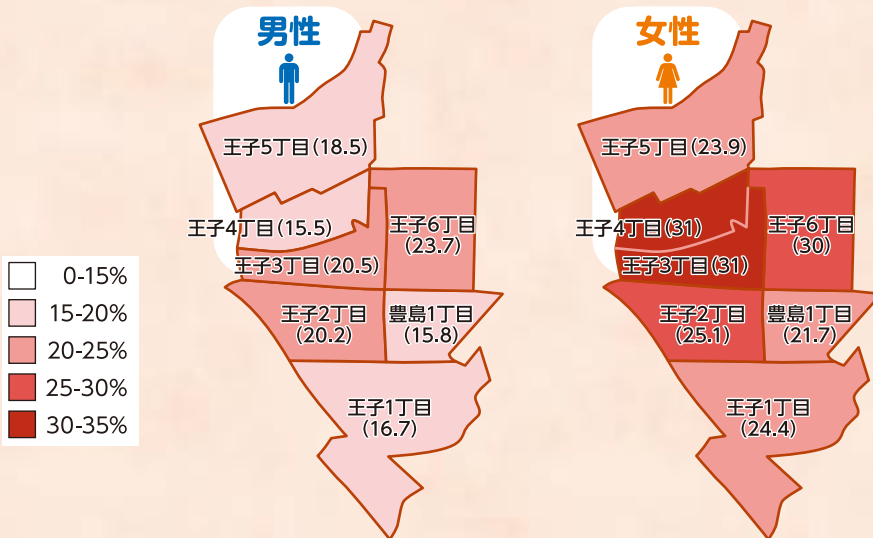 男性
王子5丁目(18.5)
王子4丁目(15.5)
王子3丁目(20.5)
王子6丁目
(23.7)
王子2丁目
(20.2)
豊島1丁目
(15.8)
王子1丁目
(16.7)
女性
王子5丁目(23.9)
王子4丁目(31)
王子3丁目(31)
王子6丁目
(30)
王子2丁目
(25.1)
豊島1丁目
(21.7)
王子1丁目
(24.4)
0-15%
15-20%
20-25%
25-30%
30-35%